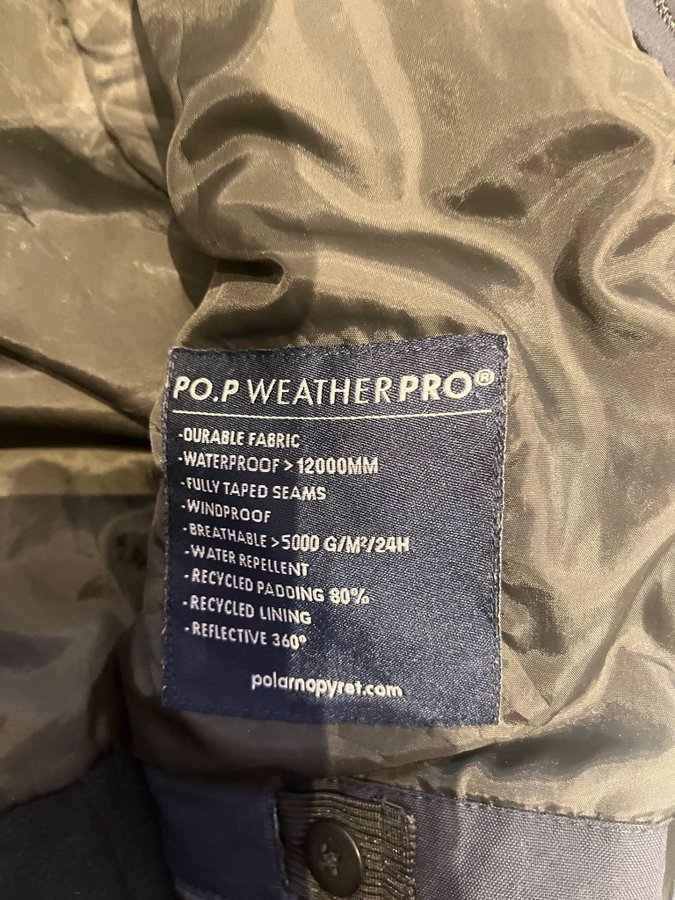 PO.P WEATHERPRO®
-DURABLE FABRIC
-WATERPROOF > 12000MM
-FULLY TAPED SEAMS
-WINDPROOF
-BREATHABLE >5000 G/M²/24H
-WATER REPELLENT
-RECYCLED PADDING 80%
-RECYCLED LINING
-REFLECTIVE 360°
polarnopyret.com